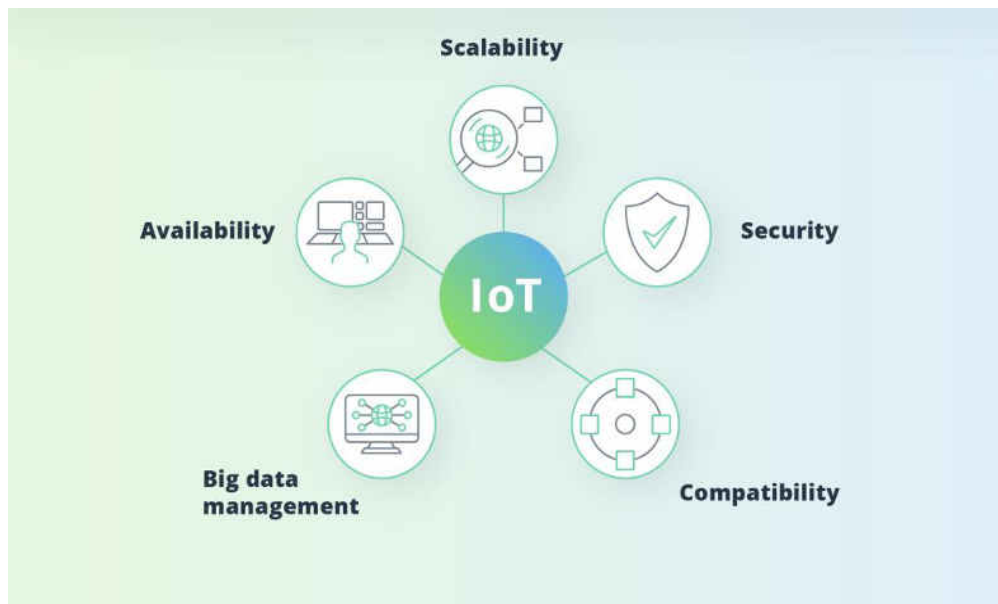 Scalability
Availability
Security
IoT
Big data
management
Compatibility